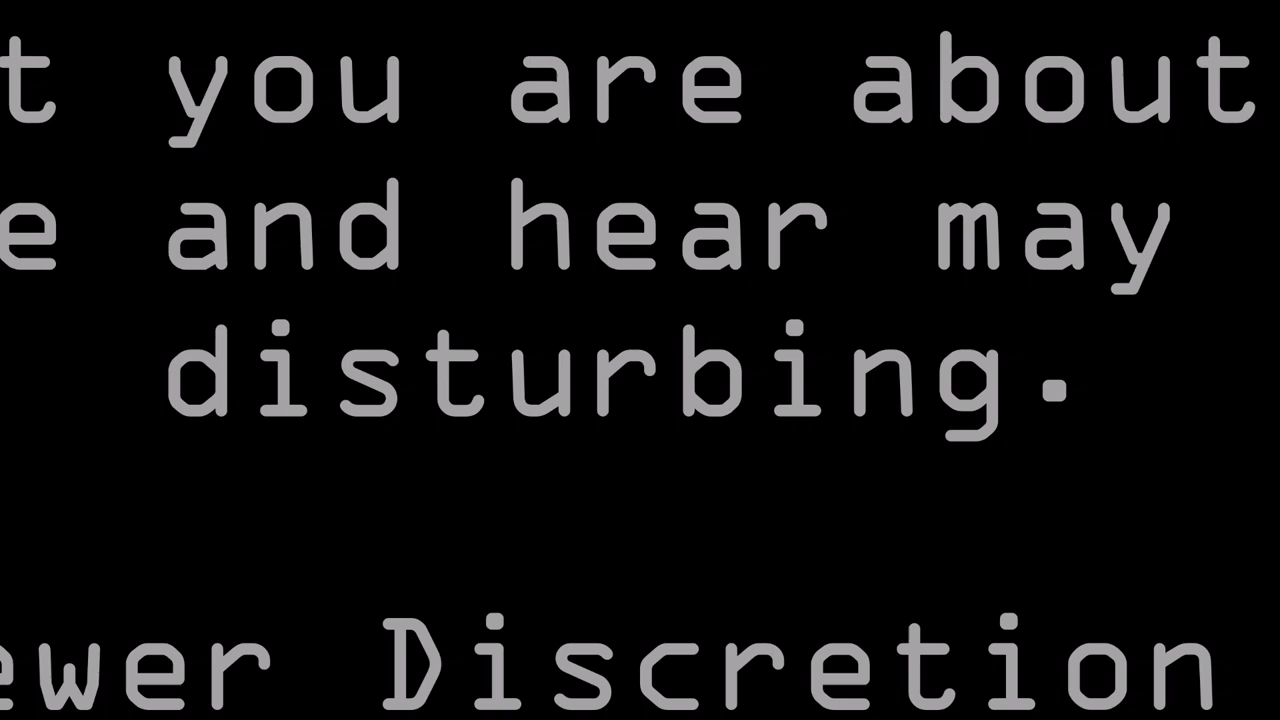 t you are about
e and hear may
disturbing.
ewer Discretion